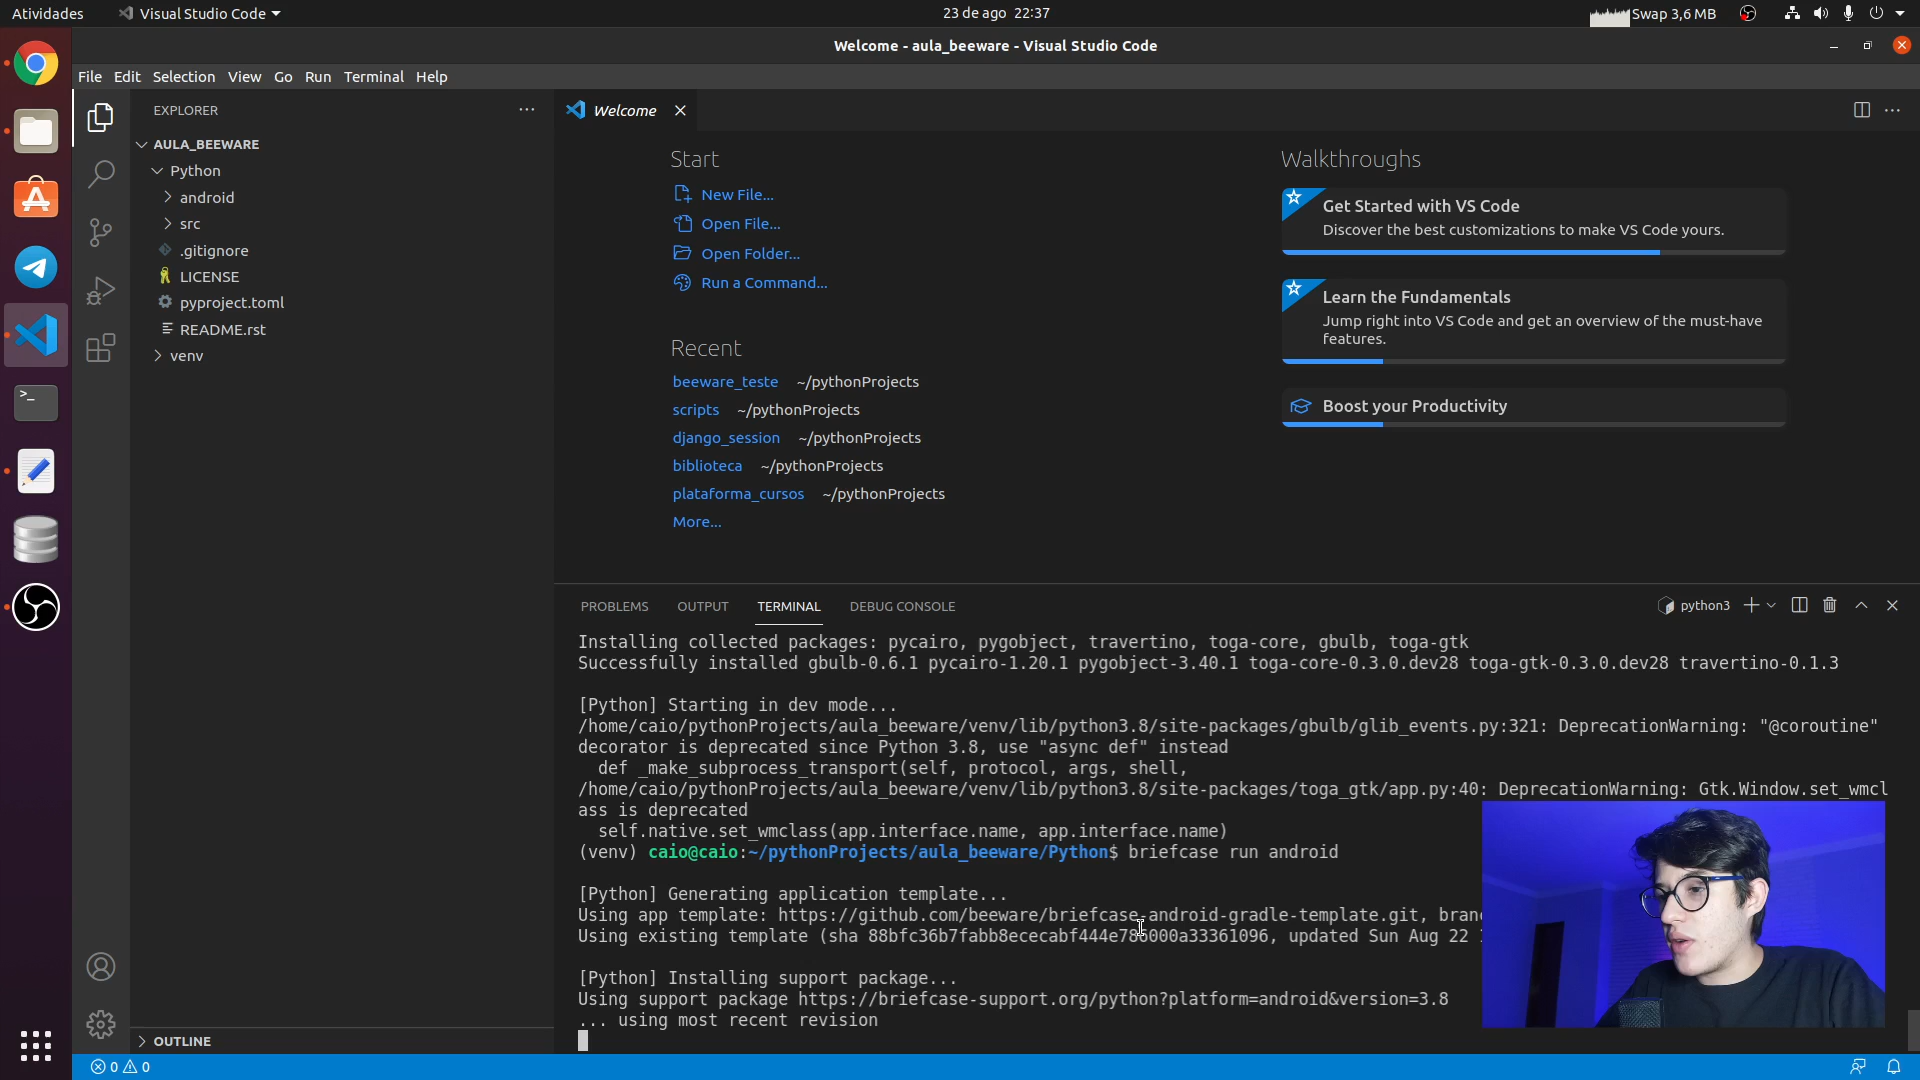 Atividades
Visual Studio Code
23 de ago 22:37
Swap 3,6 MB
Welcome - aula_beeware - Visual Studio Code
File Edit Selection View Go Run Terminal Help
EXPLORER
AULA_BEEWARE
Python
android
src
.gitignore
LICENSE
pyproject.toml
README.rst
venv
OUTLINE
Welcome
Start
New File...
Open File...
Open Folder...
Run a Command...
Recent
beeware_teste ~/pythonProjects
scripts ~/pythonProjects
django_session ~/pythonProjects
biblioteca ~/pythonProjects
plataforma_cursos ~/pythonProjects
More...
Walkthroughs
Get Started with VS Code
Discover the best customizations to make VS Code yours.
Learn the Fundamentals
Jump right into VS Code and get an overview of the must-have
features.
Boost your Productivity
PROBLEMS OUTPUT TERMINAL DEBUG CONSOLE
python3
Installing collected packages: pycairo, pygobject, travertino, toga-core, gbulb, toga-gtk
Successfully installed gbulb-0.6.1 pycairo-1.20.1 pygobject-3.40.1 toga-core-0.3.0.dev28 toga-gtk-0.3.0.dev28 travertino-0.1.3
[Python] Starting in dev mode...
/home/caio/pythonProjects/aula_beeware/venv/lib/python3.8/site-packages/gbulb/glib_events.py:321: DeprecationWarning: "@coroutine"
decorator is deprecated since Python 3.8, use "async def" instead
def _make_subprocess_transport(self, protocol, args, shell,
/home/caio/pythonProjects/aula_beeware/venv/lib/python3.8/site-packages/toga_gtk/app.py:40: DeprecationWarning: Gtk.Window.set_wmcl
ass is deprecated
self.native.set_wmclass(app.interface.name, app.interface.name)
(venv) caio@caio:~/pythonProjects/aula_beeware/Python$ briefcase run android
[Python] Generating application template...
Using app template: https://github.com/beeware/briefcase-android-gradle-template.git,
Using existing template (sha 88bfc36b7fabb8ececabf444e786000a33361096, updated Sun Aug 22
[Python] Installing support package...
Using support package https://briefcase-support.org/python?platform=android&version=3.8
... using most recent revision
0 0